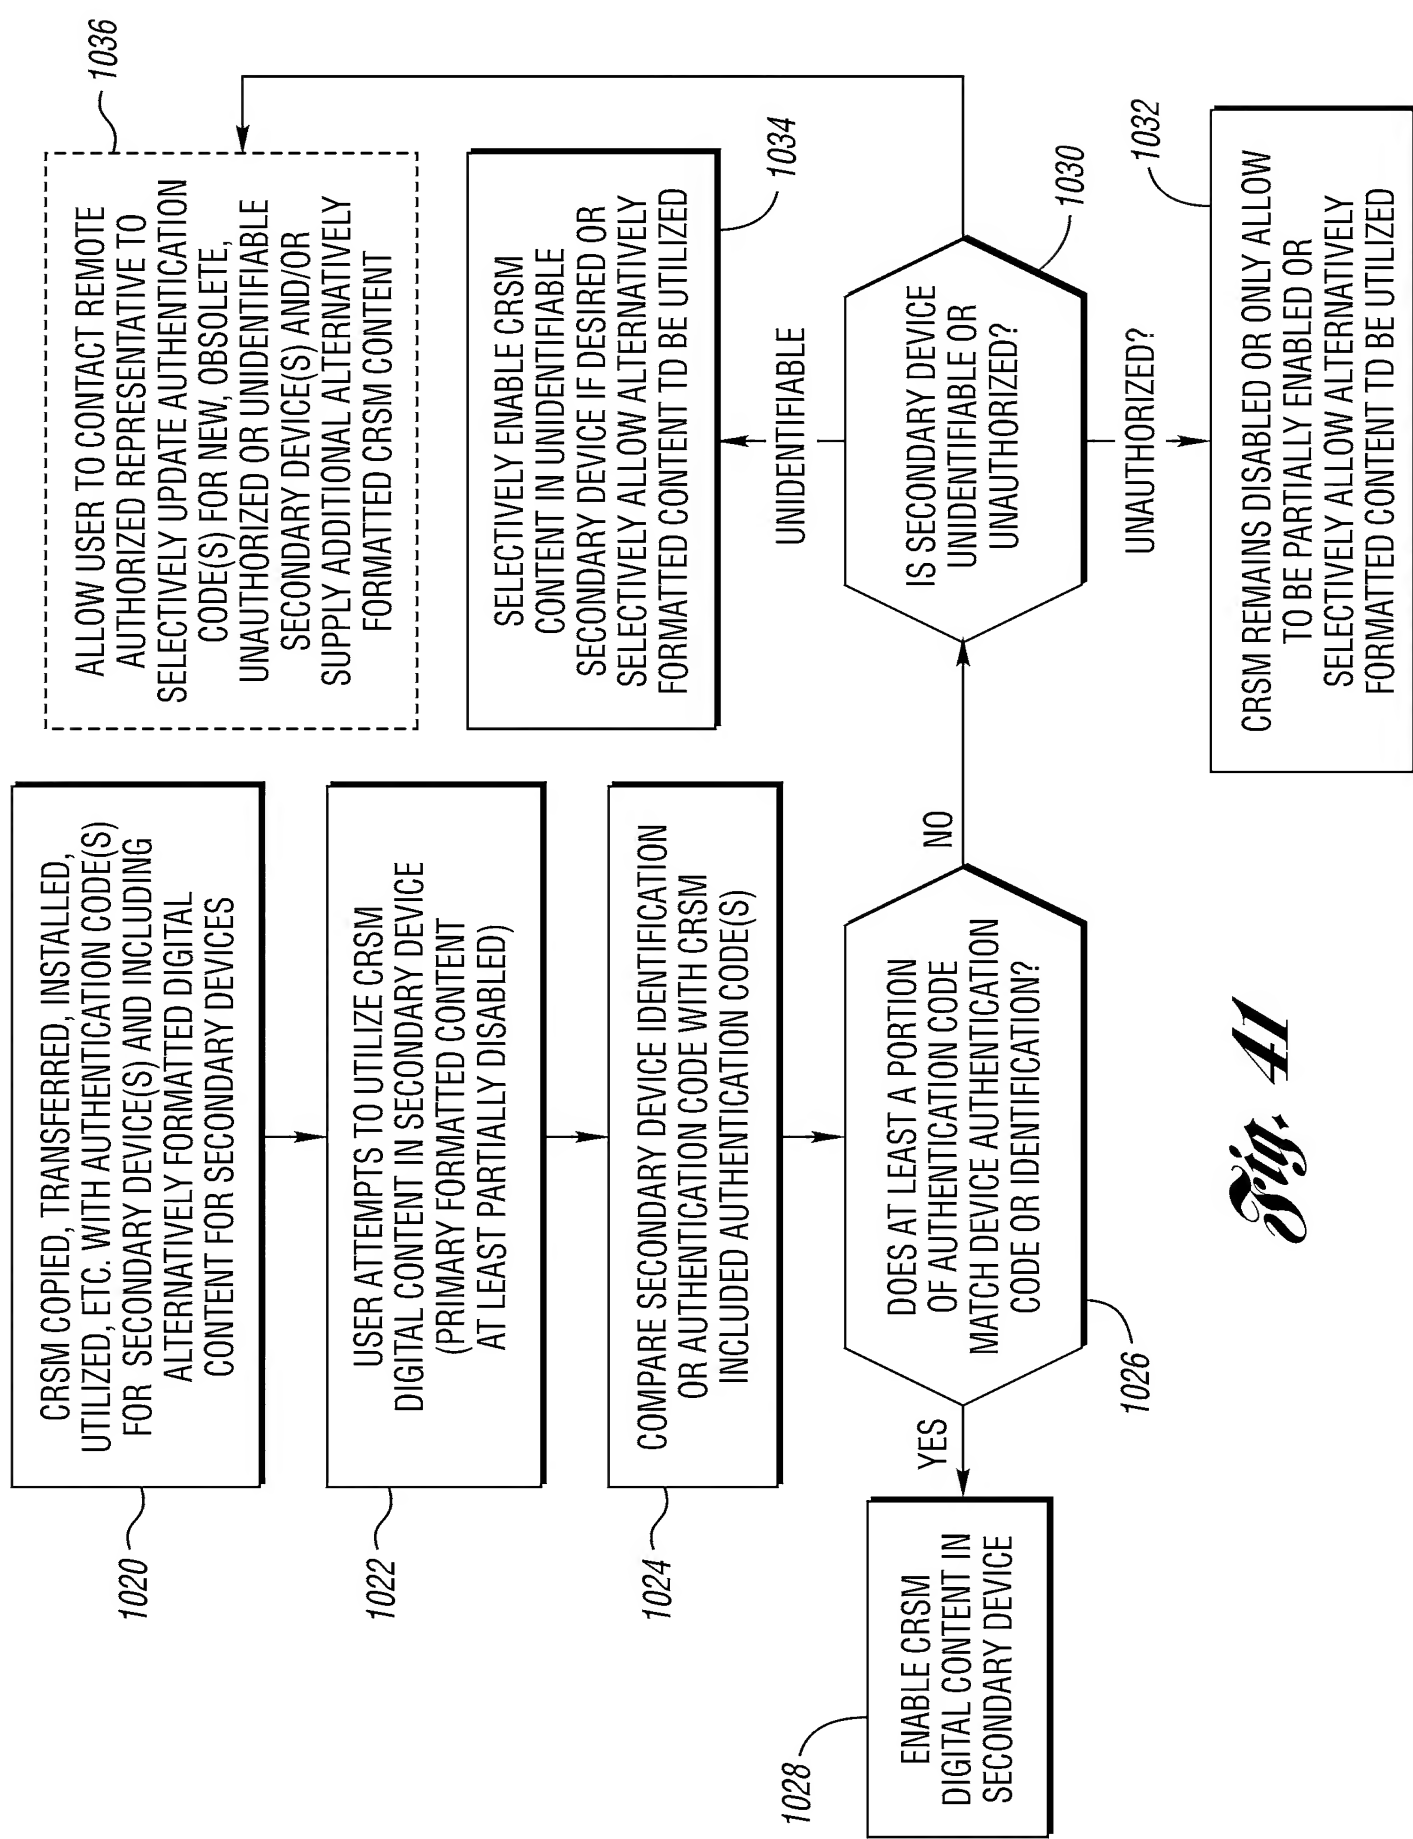 CRSM COPIED, TRANSFERRED, INSTALLED,
UTILIZED, ETC. WITH AUTHENTICATION CODE(S)
FOR SECONDARY DEVICE(S) AND INCLUDING
ALTERNATIVELY FORMATTED DIGITAL
CONTENT FOR SECONDARY DEVICES
1020
USER ATTEMPTS TO UTILIZE CRSM
DIGITAL CONTENT IN SECONDARY DEVICE
(PRIMARY FORMATTED CONTENT
AT LEAST PARTIALLY DISABLED)
1022
COMPARE SECONDARY DEVICE IDENTIFICATION
OR AUTHENTICATION CODE WITH CRSM
INCLUDED AUTHENTICATION CODE(S)
1024
DOES AT LEAST A PORTION
OF AUTHENTICATION CODE
MATCH DEVICE AUTHENTICATION
CODE OR IDENTIFICATION?
1026
YES
ENABLE CRSM
DIGITAL CONTENT IN
SECONDARY DEVICE
1028
NO
IS SECONDARY DEVICE
UNIDENTIFIABLE OR
UNAUTHORIZED?
1030
UNAUTHORIZED?
CRSM REMAINS DISABLED OR ONLY ALLOW
TO BE PARTIALLY ENABLED OR
SELECTIVELY ALLOW ALTERNATIVELY
FORMATTED CONTENT TD BE UTILIZED
1032
UNIDENTIFIABLE
SELECTIVELY ENABLE CRSM
CONTENT IN UNIDENTIFIABLE
SECONDARY DEVICE IF DESIRED OR
SELECTIVELY ALLOW ALTERNATIVELY
FORMATTED CONTENT TD BE UTILIZED
1034
ALLOW USER TO CONTACT REMOTE
AUTHORIZED REPRESENTATIVE TO
SELECTIVELY UPDATE AUTHENTICATION
CODE(S) FOR NEW, OBSOLETE,
UNAUTHORIZED OR UNIDENTIFIABLE
SECONDARY DEVICE(S) AND/OR
SUPPLY ADDITIONAL ALTERNATIVELY
FORMATTED CRSM CONTENT
1036
Fig. 41